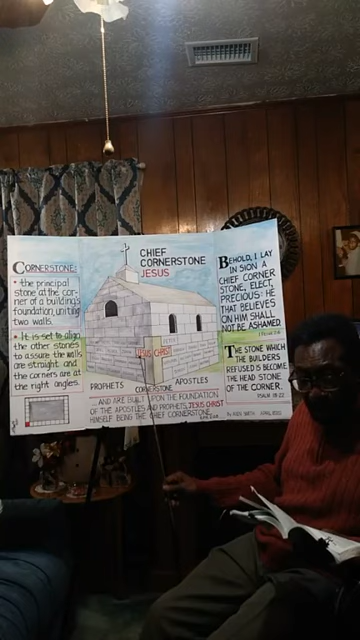 CORNERSTONE:
• the principal
stone at the cor-
ner of a building's
foundation, uniting
two walls.
• It is set to align
the other stones
to assure the walls
are straight and
the corners are at
the right angles.
CHIEF
CORNERSTONE
JESUS
JESUS CHRIST
PROPHETS CORNERSTONE APOSTLES
AND ARE BUILT UPON THE FOUNDATION
OF THE APOSTLES AND PROPHETS, JESUS CHRIST
HIMSELF BEING THE CHIEF CORNERSTONE.
BEHOLD, I LAY
IN SION A
CHIEF CORNER
STONE, ELECT,
PRECIOUS: HE
THAT BELIEVES
ON HIM SHALL
NOT BE ASHAMED.
THE STONE WHICH
THE BUILDERS
REFUSED IS BECOME
THE HEAD STONE
OF THE CORNER.
PSALM 118:22